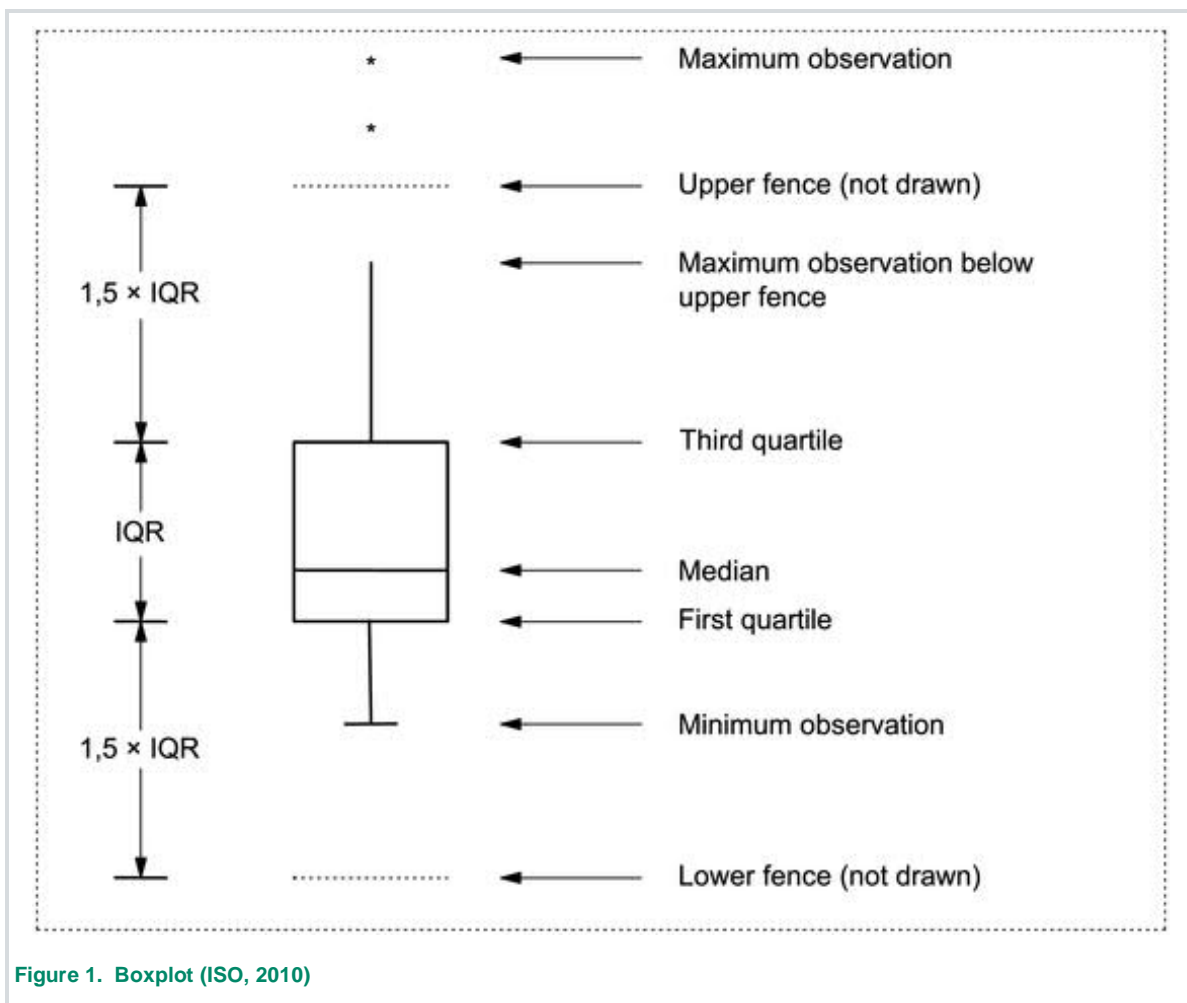 *
Maximum observation
*
Upper fence (not drawn)
Maximum observation below
upper fence
1,5 × IQR
Third quartile
IQR
Median
First quartile
Minimum observation
1,5 × IQR
Lower fence (not drawn)
Figure 1. Boxplot (ISO, 2010)